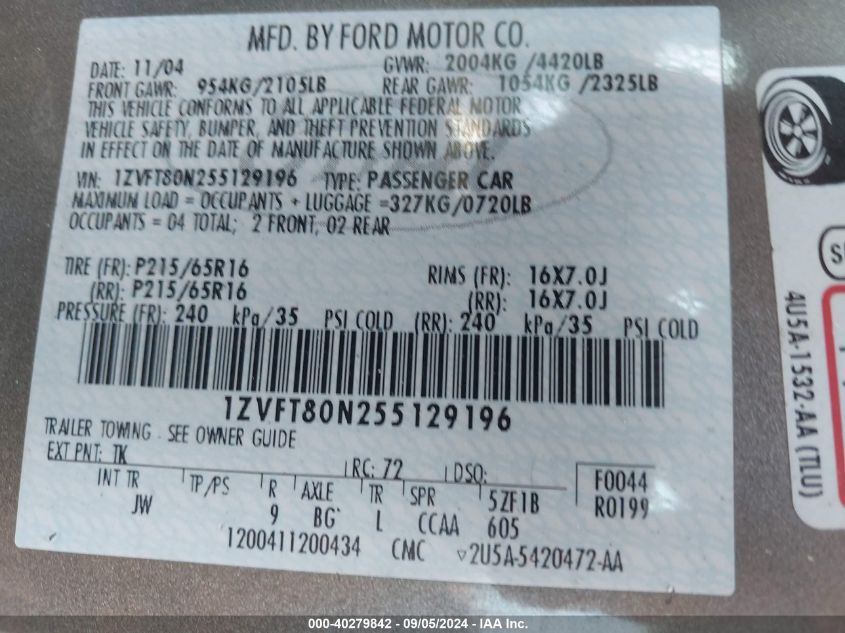 MFD. BY FORD MOTOR CO.
DATE: 11/04 GVWR: 2004KG /4420LB
FRONT GAWR: 954KG/2105LB REAR GAWR: 1054KG /2325LB
THIS VEHICLE CONFORMS TO ALL APPLICABLE FEDERAL MOTOR
VEHICLE SAFETY, BUMPER, AND THEFT PREVENTION STANDARDS
IN EFFECT ON THE DATE OF MANUFACTURE SHOWN ABOVE.
VIN: 1ZVFT80N255129196 TYPE: PASSENGER CAR
MAXIMUM LOAD = OCCUPANTS + LUGGAGE =327KG/0720LB
OCCUPANTS = 04 TOTAL; 2 FRONT, 02 REAR
TIRE (FR): P215/65R16 RIMS (FR): 16X7.0J
(RR): P215/65R16 (RR): 16X7.0J
PRESSURE (FR): 240 kPa/35 PSI COLD (RR): 240 kPa/35 PSI COLD
1ZVFT80N255129196
TRAILER TOWING - SEE OWNER GUIDE
EXT PNT: TK RC: 72 DSO: F0044
INT TR TP/PS R AXLE TR SPR 5ZF1B R0199
JW 9 BG L CCAA 605
1200411200434 CMC ▽2U5A-5420472-AA
4U5A-1532-AA (TLU)
000-40279842 - 09/05/2024 - IAA Inc.